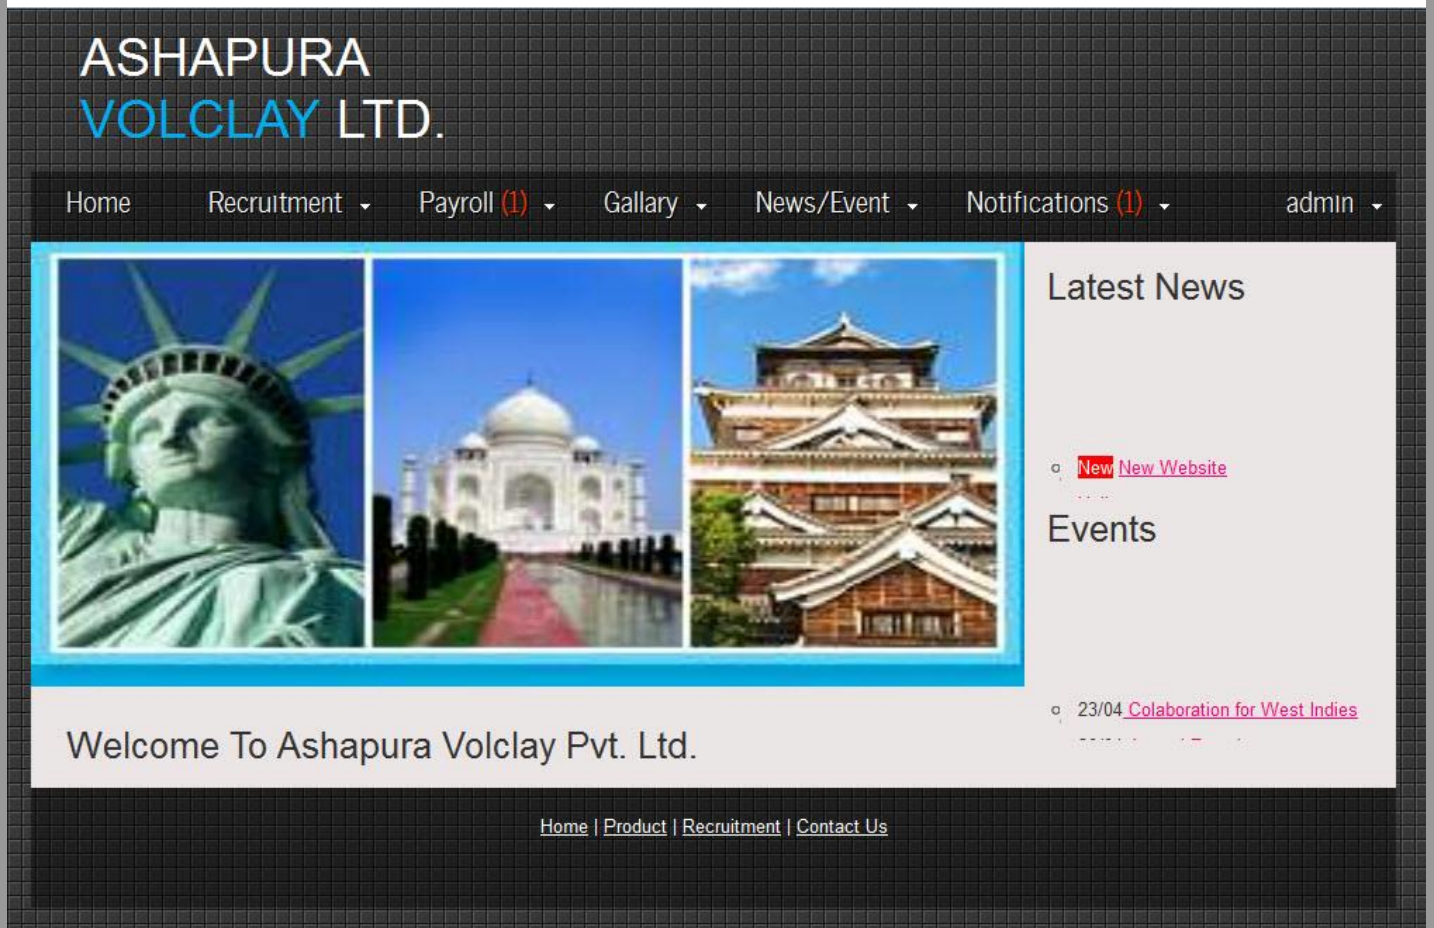 ASHAPURA
VOLCLAY LTD.
Home Recruitment Payroll (1) Gallary News/Event Notifications (1) admin
Latest News
New New Website
Events
23/04 Colaboration for West Indies
Welcome To Ashapura Volclay Pvt. Ltd.
Home | Product | Recruitment | Contact Us